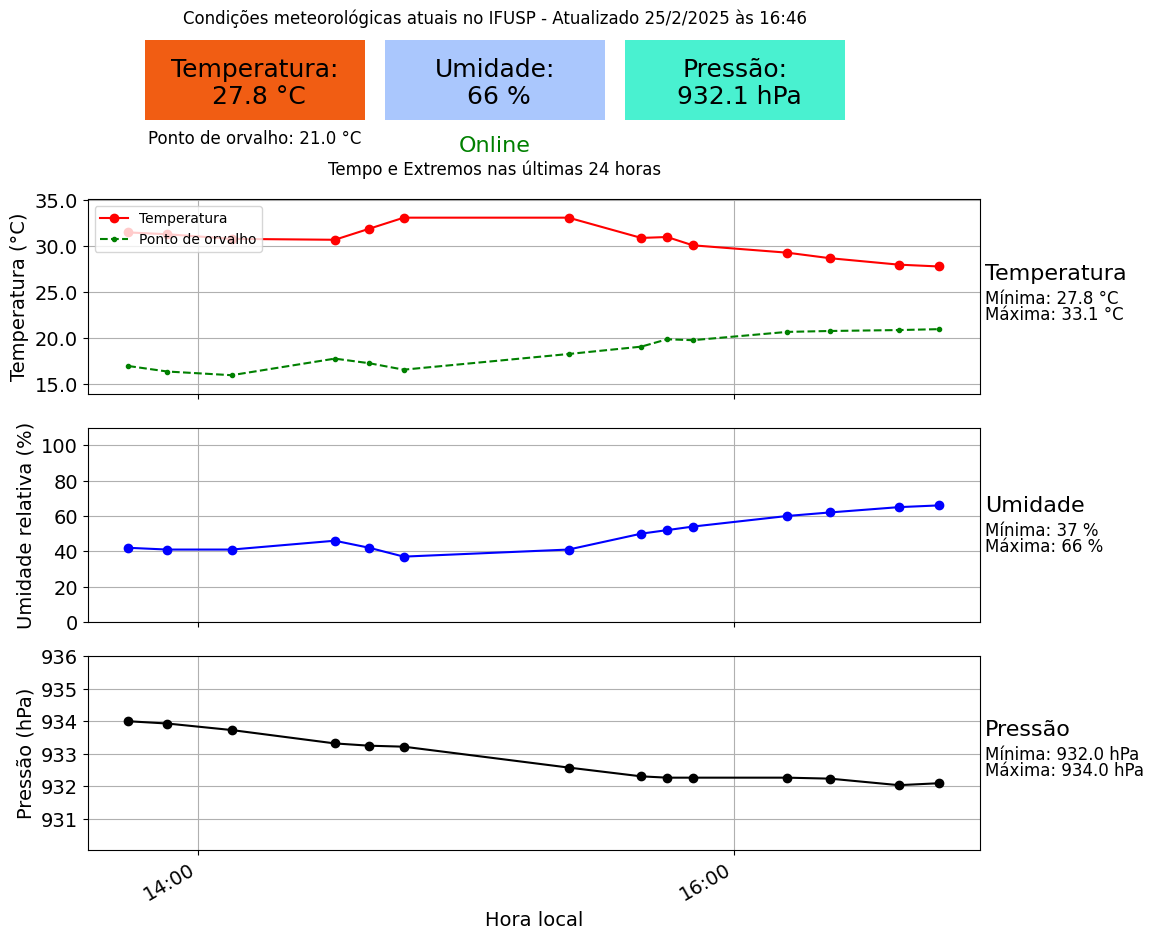 Condições meteorológicas atuais no IFUSP - Atualizado 25/2/2025 às 16:46
Temperatura:
27.8 °C
Umidade:
66 %
Pressão:
932.1 hPa
Ponto de orvalho: 21.0 °C
Online
Tempo e Extremos nas últimas 24 horas
Temperatura (°C)
35.0
30.0
25.0
20.0
15.0
Temperatura
Ponto de orvalho
Temperatura
Mínima: 27.8 °C
Máxima: 33.1 °C
Umidade relativa (%)
100
80
60
40
20
0
Umidade
Mínima: 37 %
Máxima: 66 %
Pressão (hPa)
936
935
934
933
932
931
Pressão
Mínima: 932.0 hPa
Máxima: 934.0 hPa
14:00
16:00
Hora local